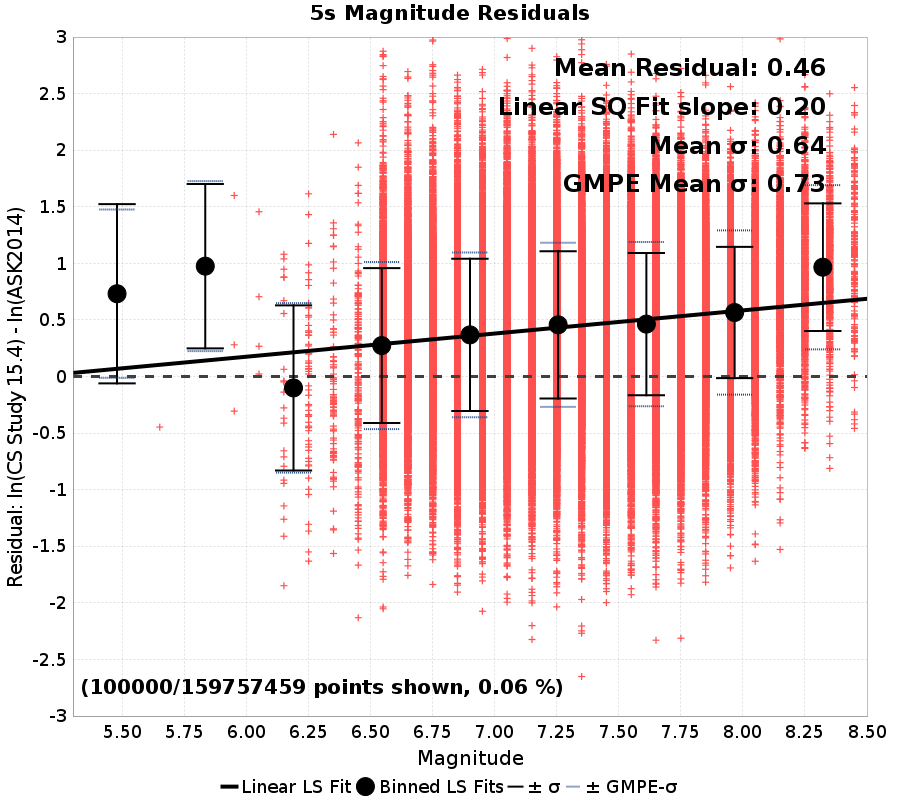 5s Magnitude Residuals
Mean Residual: 0.46
Linear SQ Fit slope: 0.20
Mean σ: 0.64
GMPE Mean σ: 0.73
Residual: ln(CS Study 15.4) - ln(ASK2014)
3
2.5
2
1.5
1
0.5
0
-0.5
-1
-1.5
-2
-2.5
-3
(100000/159757459 points shown, 0.06 %)
5.50 5.75 6.00 6.25 6.50 6.75 7.00 7.25 7.50 7.75 8.00 8.25 8.50
Magnitude
Linear LS Fit Binned LS Fits ± σ ± GMPE-σ